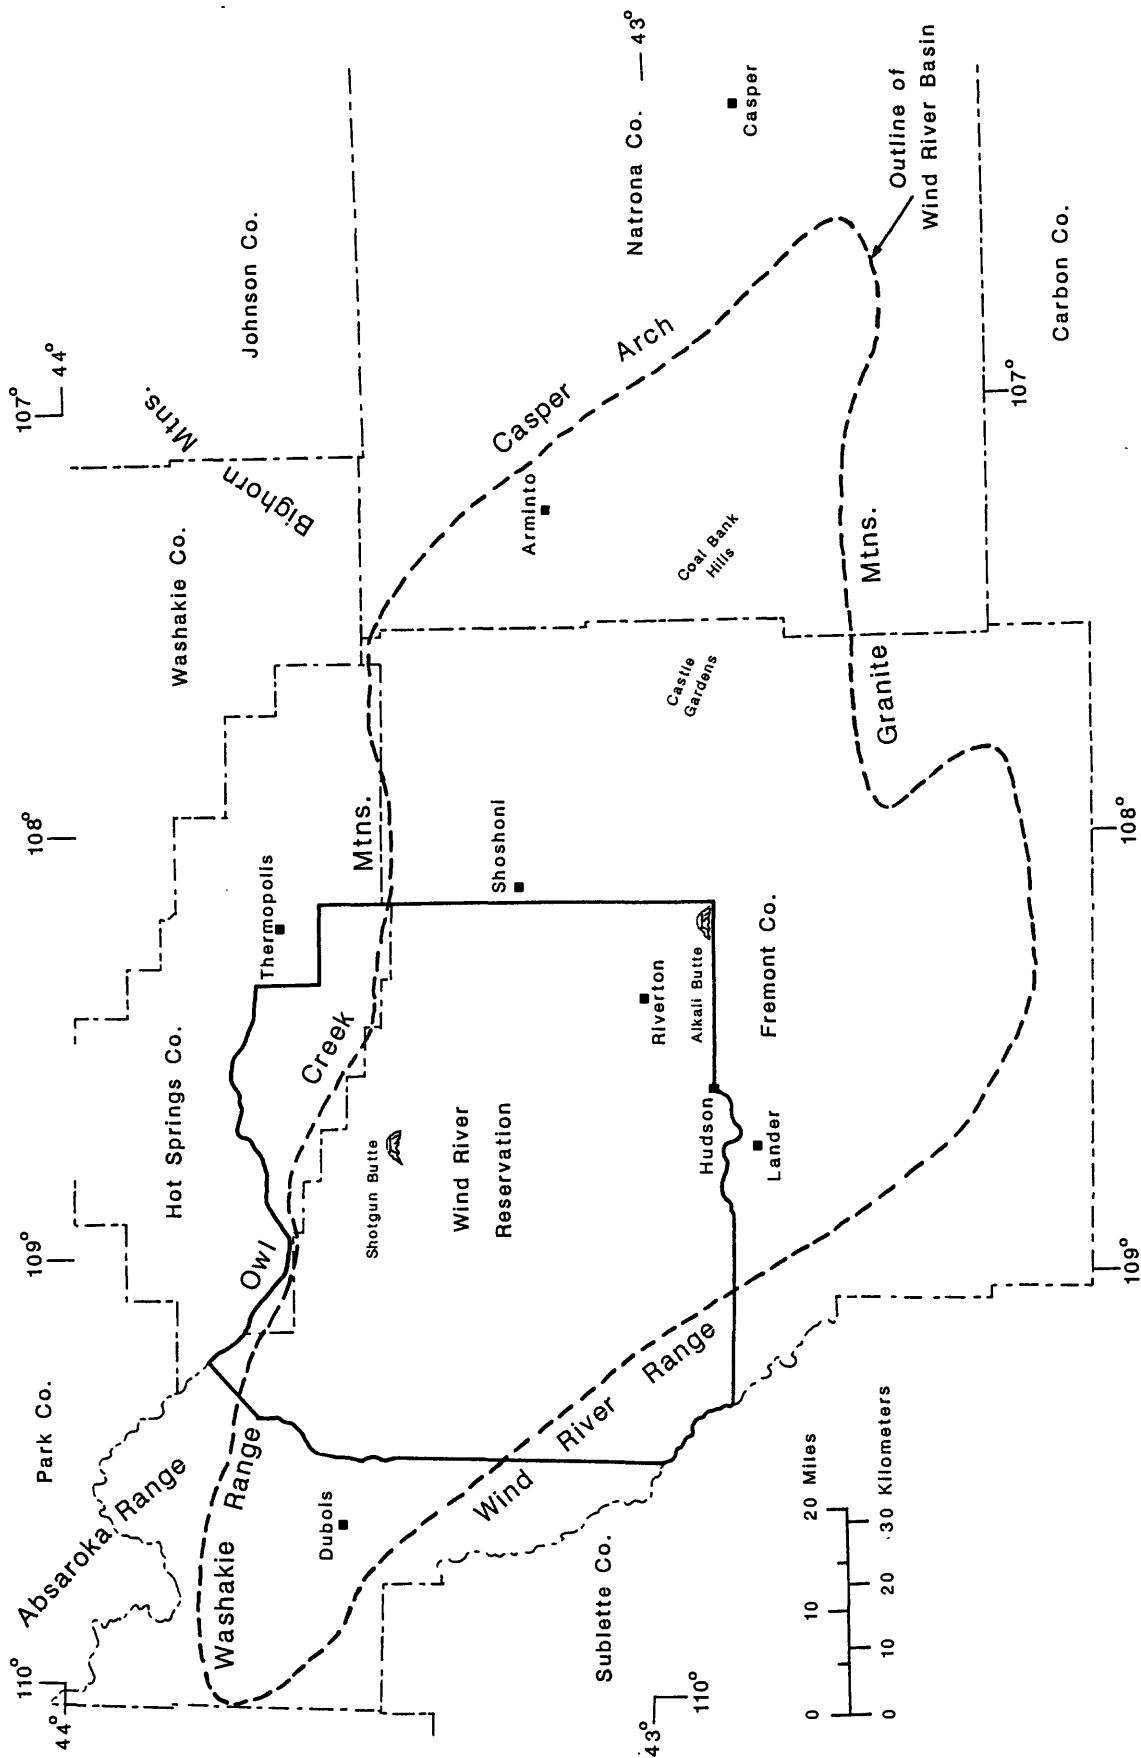 110°
44°
109°
108°
107°
44°
Absaroka Range
Park Co.
Hot Springs Co.
Washakie Co.
Bighorn
Mtns.
Johnson Co.
Washakie
Range
Owl
Creek
Mtns.
Thermopolis
Dubois
Shotgun Butte
Wind River
Reservation
Shoshoni
Arminto
Casper
Arch
Natrona Co.
43°
Casper
Wind
River
Range
Riverton
Alkali Butte
Hudson
Lander
Fremont Co.
Castle
Gardens
Coal Bank
Hills
Granite
Mtns.
Outline of
Wind River Basin
Carbon Co.
Sublette Co.
43°
110°
109°
108°
107°
0 10 20 Miles
0 10 20 30 Kilometers